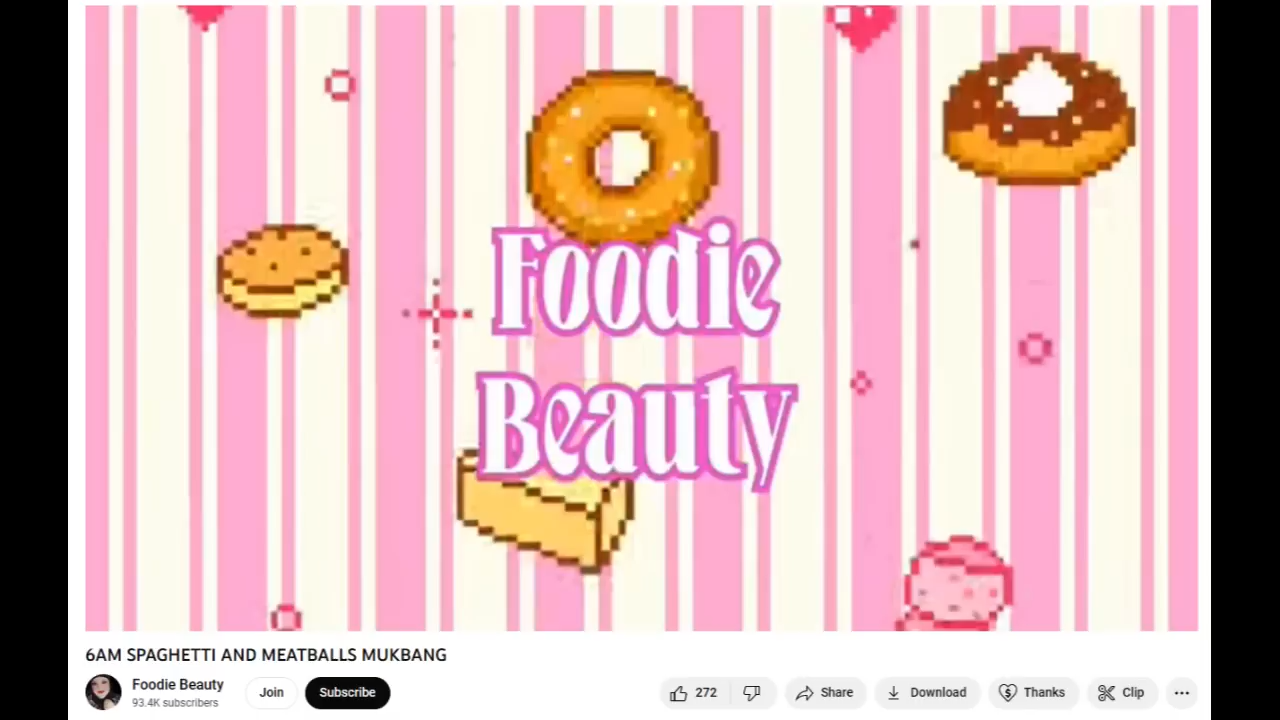 Foodie
Beauty
6AM SPAGHETTI AND MEATBALLS MUKBANG
Foodie Beauty
93.4K subscribers
Join
Subscribe
272
Share
Download
Thanks
Clip